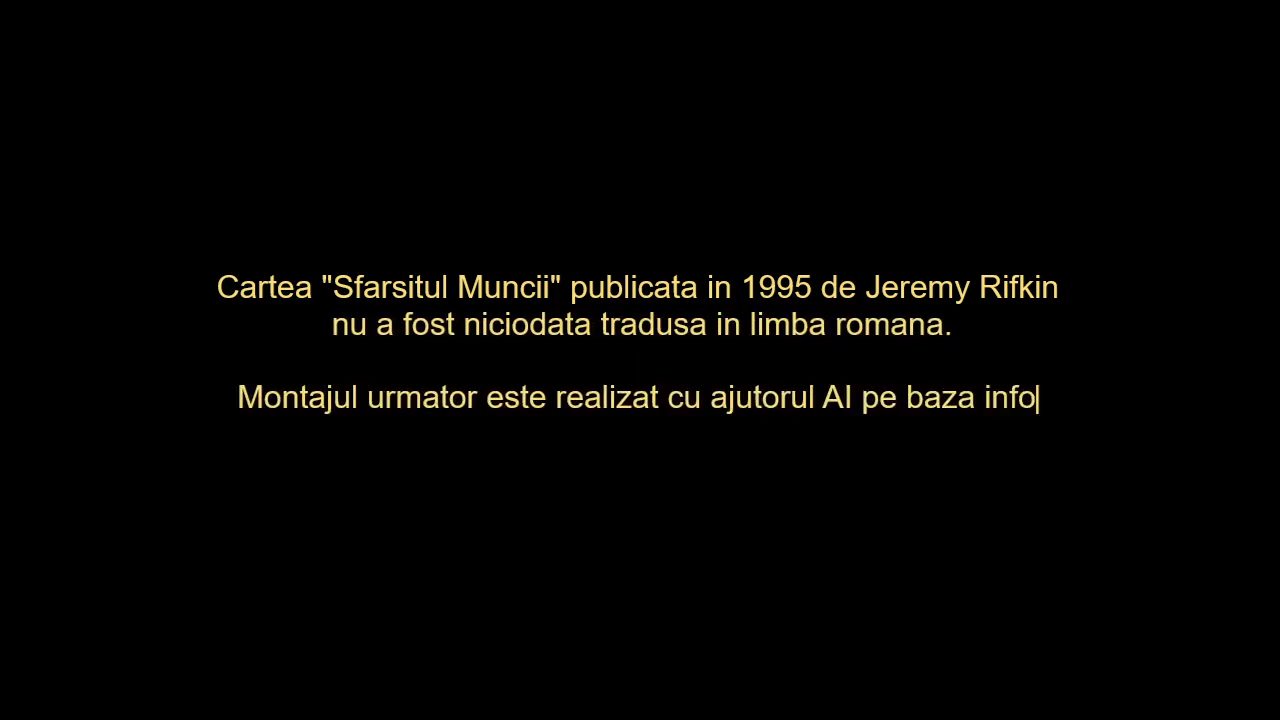 Cartea "Sfarsitul Muncii" publicata in 1995 de Jeremy Rifkin
nu a fost niciodata tradusa in limba romana.
Montajul urmator este realizat cu ajutorul AI pe baza info